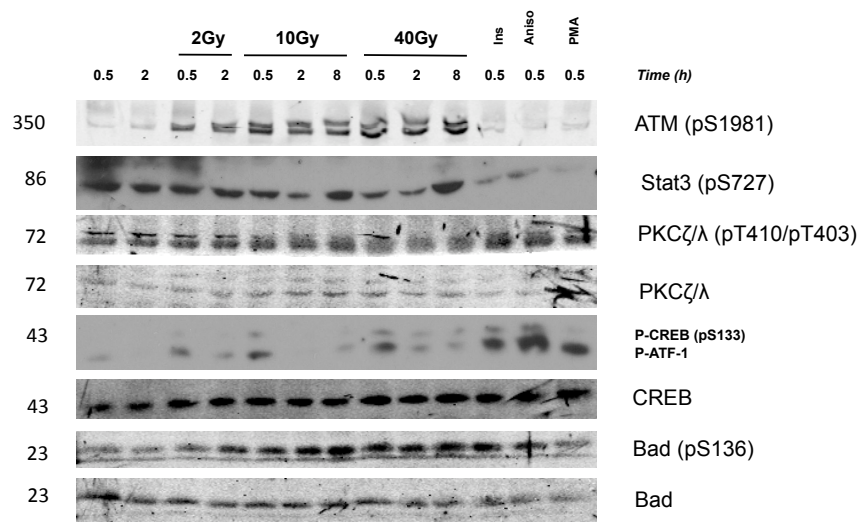 2Gy 10Gy 40Gy Ins Aniso PMA
0.5 2 0.5 2 0.5 2 8 0.5 2 8 0.5 0.5 0.5 Time (h)
350 ATM (pS1981)
86 Stat3 (pS727)
72 PKCζ/λ (pT410/pT403)
72 PKCζ/λ
43 P-CREB (pS133)
P-ATF-1
43 CREB
23 Bad (pS136)
23 Bad